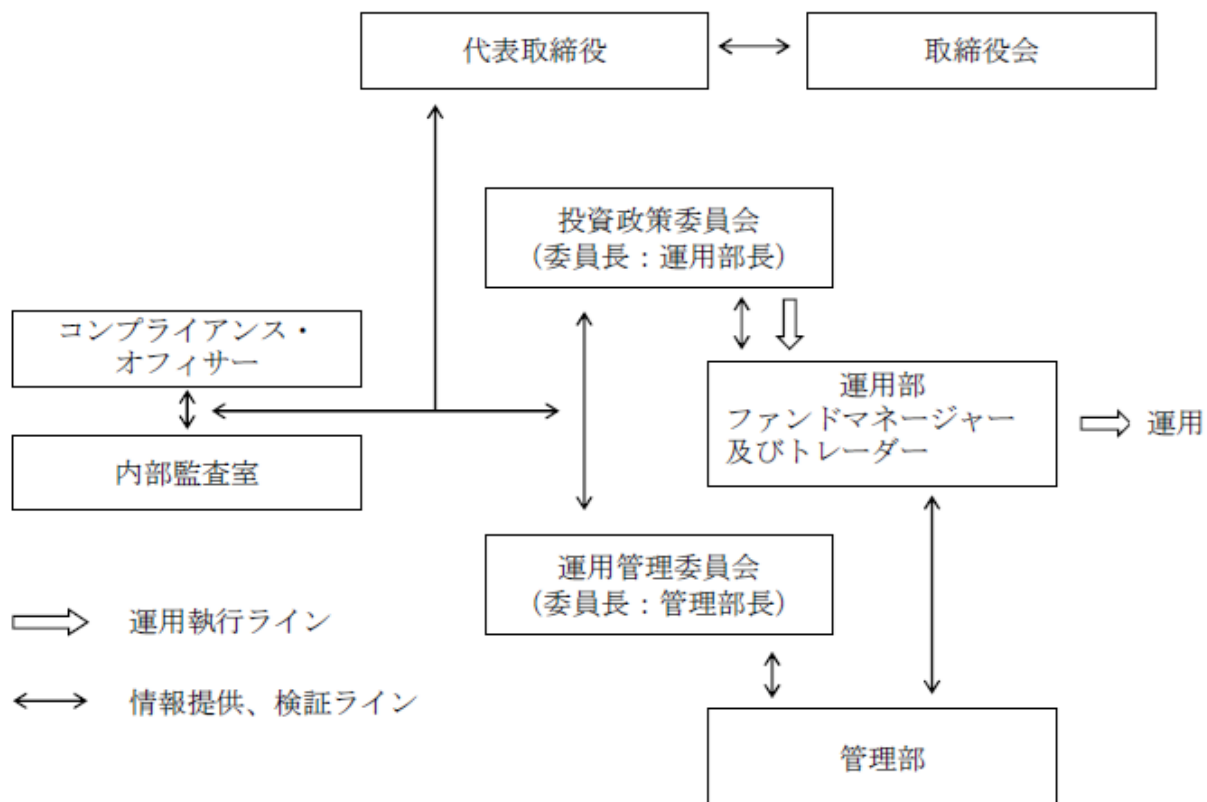 代表取締役
取締役会
投資政策委員会
(委員長：運用部長)
コンプライアンス・
オフィサー
運用部
ファンドマネージャー
及びトレーダー
運用
内部監査室
運用管理委員会
(委員長：管理部長)
運用執行ライン
情報提供、検証ライン
管理部